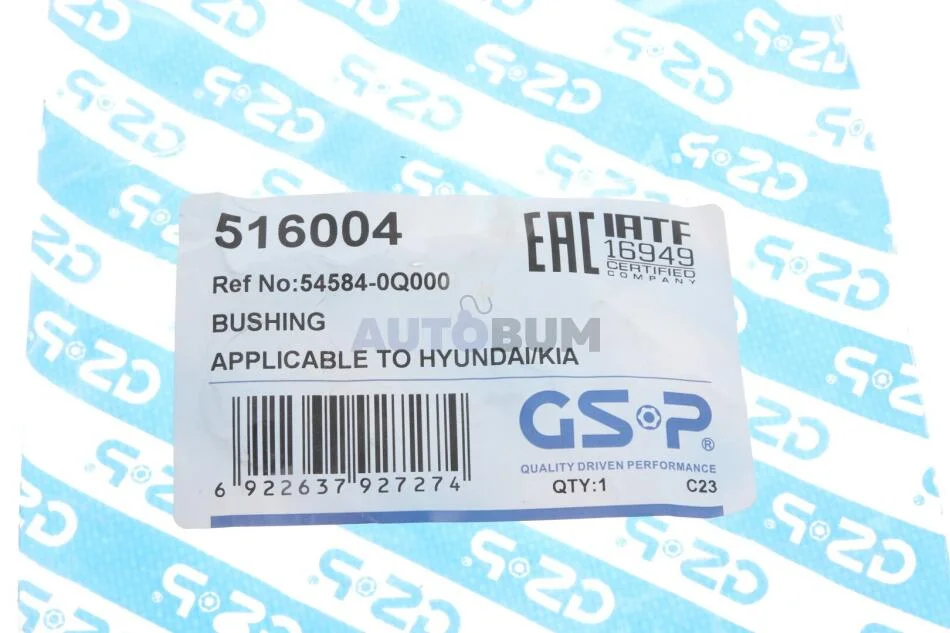 516004
EAC
IATF
16949
CERTIFIED
COMPANY
Ref No:54584-0Q000
BUSHING
AUTOBUM
APPLICABLE TO HYUNDAI/KIA
GSP®
QUALITY DRIVEN PERFORMANCE
6 922637 927274
QTY:1
C23